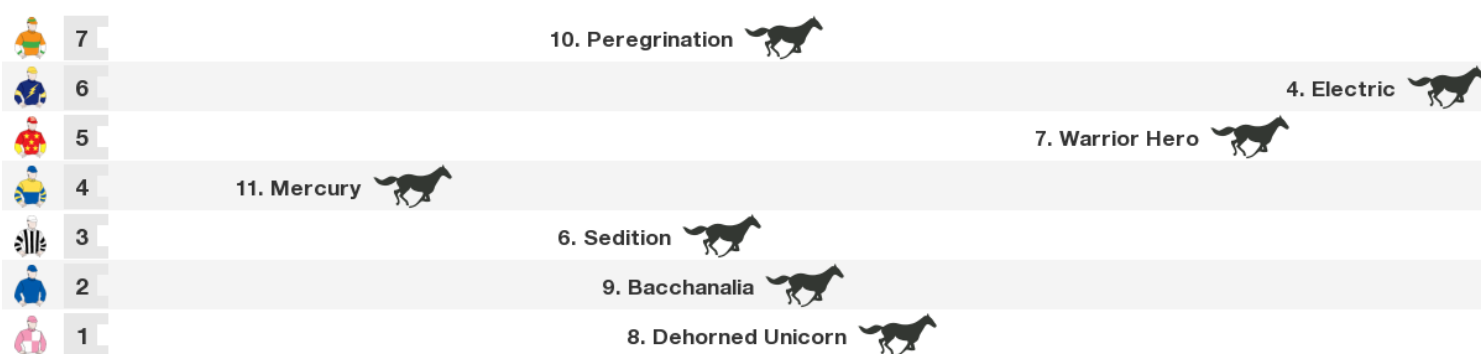 7 10. Peregrination
6 4. Electric
5 7. Warrior Hero
4 11. Mercury
3 6. Sedition
2 9. Bacchanalia
1 8. Dehorned Unicorn